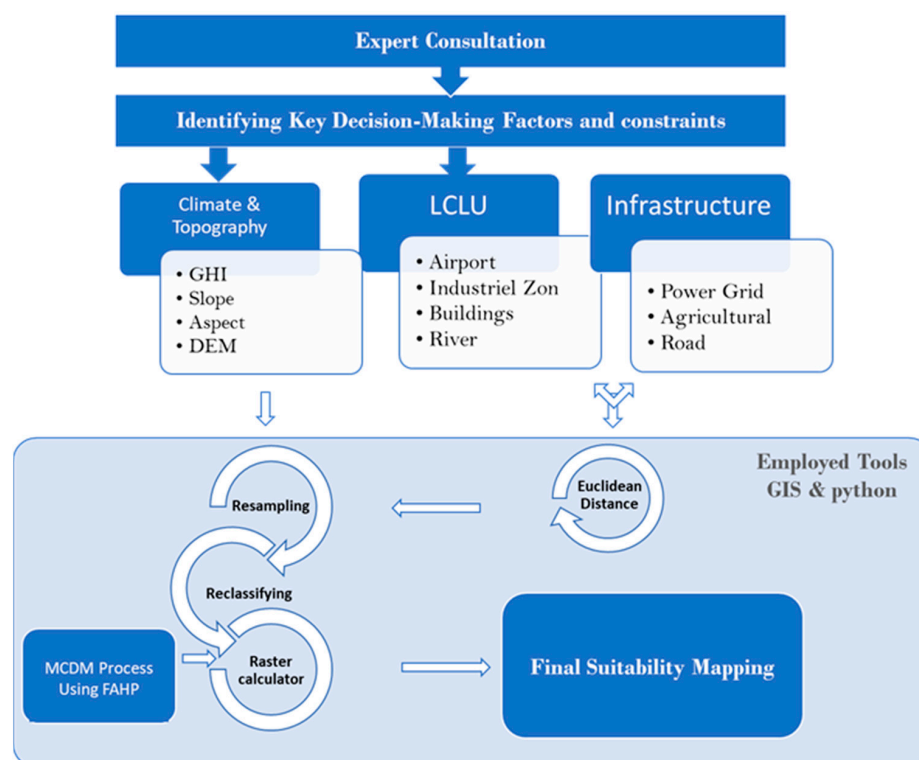 Expert Consultation
Identifying Key Decision-Making Factors and constraints
Climate &
Topography
• GHI
• Slope
• Aspect
• DEM
LCLU
• Airport
• Industriel Zon
• Buildings
• River
Infrastructure
• Power Grid
• Agricultural
• Road
Employed Tools
GIS & python
Euclidean
Distance
Resampling
Reclassifying
Raster
calculator
MCDM Process
Using FAHP
Final Suitability Mapping